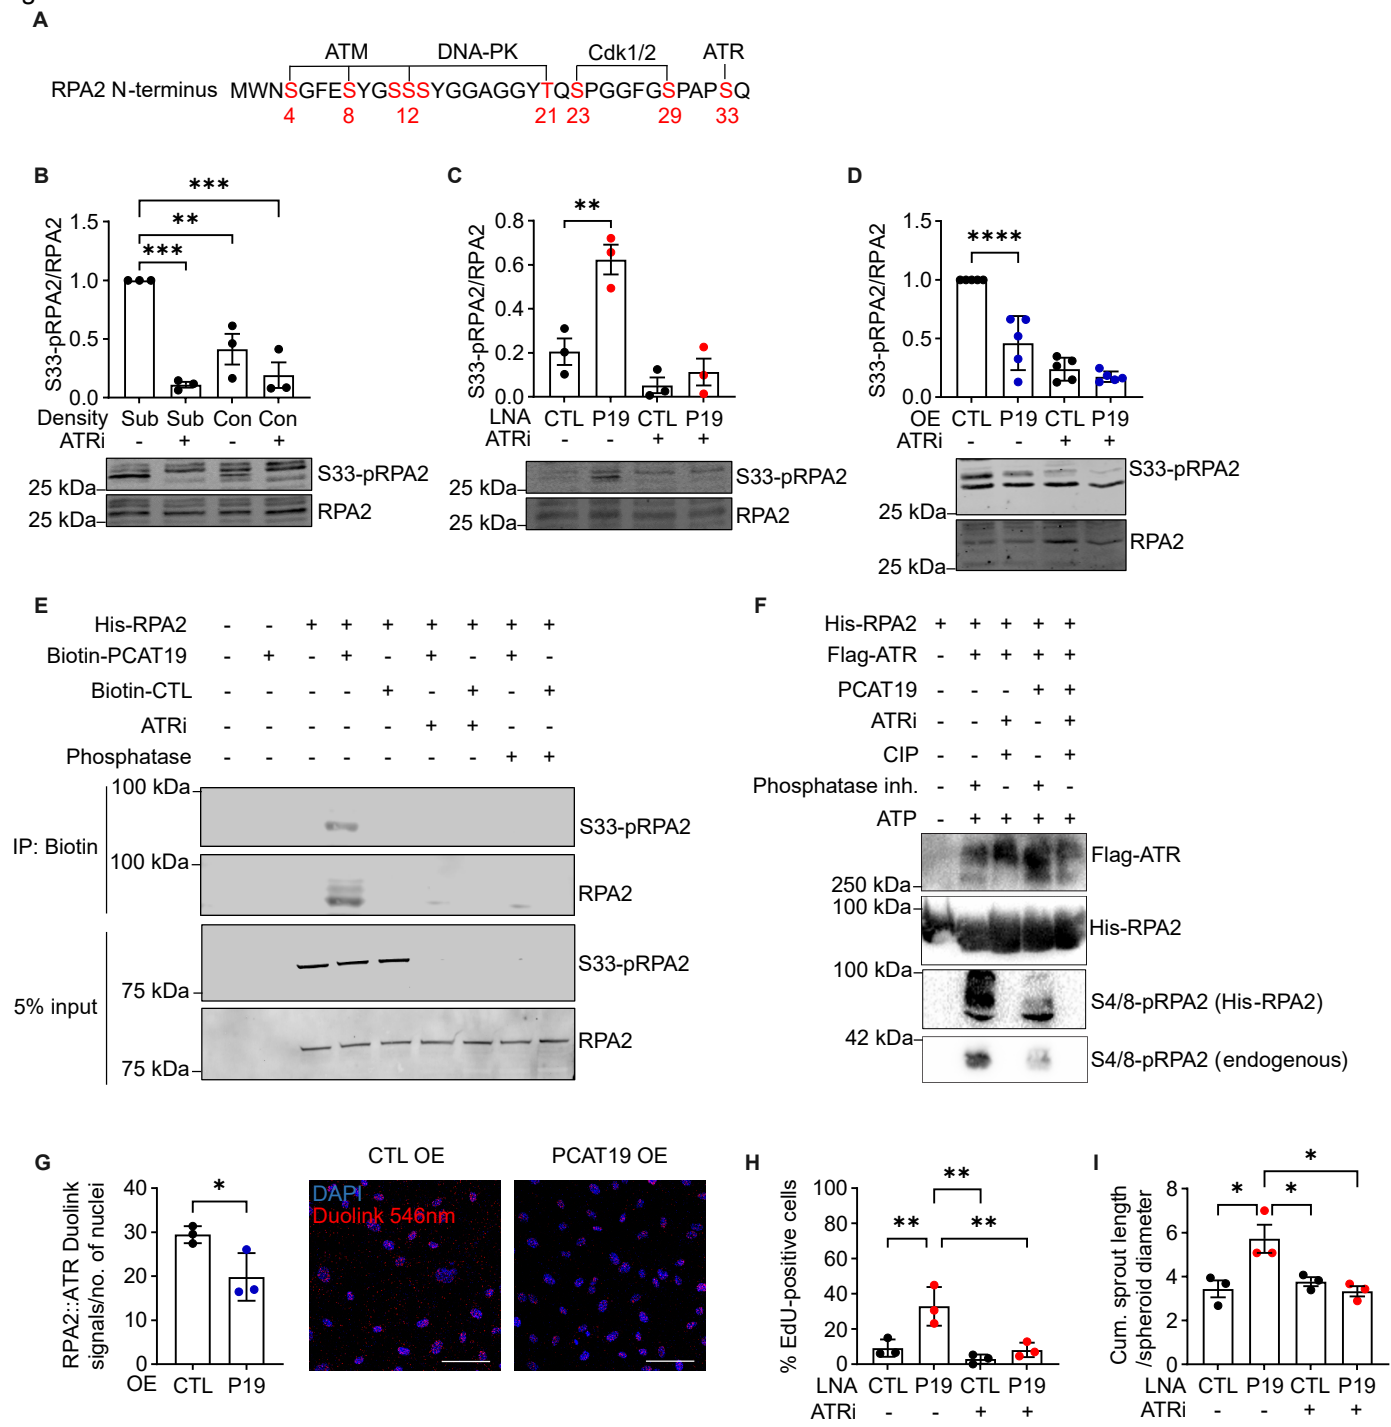 A
ATM DNA-PK Cdk1/2 ATR
RPA2 N-terminus MWNSGFESYGSSSYGGAGGYTQSPGGFGSPAPSQ
4 8 12 21 23 29 33
B
S33-pRPA2/RPA2
1.5
1.0
0.5
0.0
***
**
***
Density Sub Sub Con Con
ATRi - + - +
25 kDa S33-pRPA2
25 kDa RPA2
C
S33-pRPA2/RPA2
0.8
0.6
0.4
0.2
0.0
**
LNA CTL P19 CTL P19
ATRi - - + +
25 kDa S33-pRPA2
25 kDa RPA2
D
S33-pRPA2/RPA2
1.5
1.0
0.5
0.0
****
OE CTL P19 CTL P19
ATRi - - + +
S33-pRPA2
25 kDa
RPA2
25 kDa
E
His-RPA2 - - + + + + + + +
Biotin-PCAT19 - + - + - + - + -
Biotin-CTL - - - - + - + - +
ATRi - - - - - + + - -
Phosphatase - - - - - - - + +
IP: Biotin
100 kDa
S33-pRPA2
100 kDa
RPA2
5% input
S33-pRPA2
75 kDa
RPA2
75 kDa
F
His-RPA2 + + + + +
Flag-ATR - + + + +
PCAT19 - - - + +
ATRi - - + - +
CIP - - + - +
Phosphatase inh. - + - + -
ATP - + + + +
Flag-ATR
250 kDa
100 kDa
His-RPA2
100 kDa
S4/8-pRPA2 (His-RPA2)
42 kDa
S4/8-pRPA2 (endogenous)
G
RPA2::ATR Duolink
signals/no. of nuclei
40
30
20
10
0
*
OE CTL P19
CTL OE
PCAT19 OE
DAPI
Duolink 546nm
H
% EdU-positive cells
100
80
60
40
20
0
**
**
**
LNA CTL P19 CTL P19
ATRi - - + +
I
Cum. sprout length
/spheroid diameter
8
6
4
2
0
*
*
*
LNA CTL P19 CTL P19
ATRi - - + +